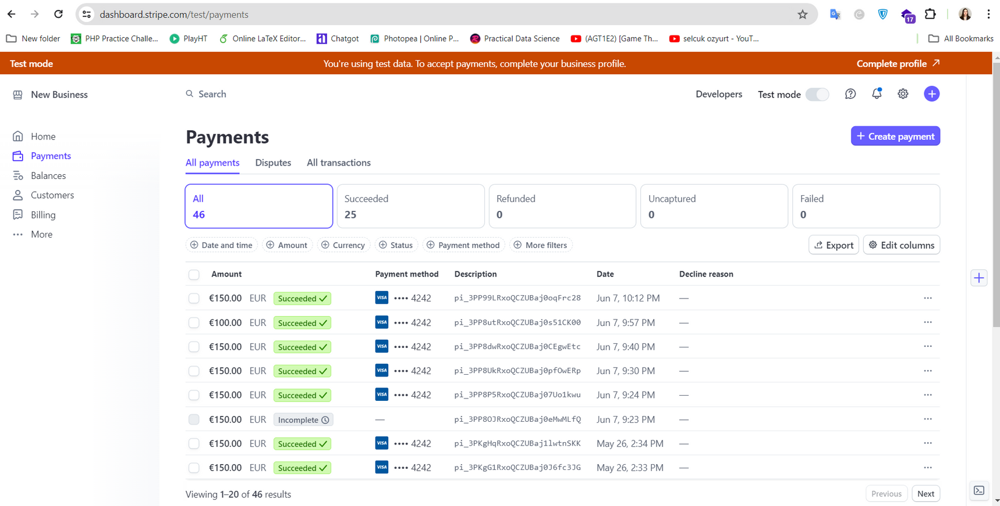 dashboard.stripe.com/test/payments
17
New folder PHP Practice Challe... PlayHT Online LaTeX Editor... Chatgot Photopea | Online P... Practical Data Science (AGT1E2) [Game Th... selcuk ozyurt - YouT... All Bookmarks
Test mode You're using test data. To accept payments, complete your business profile. Complete profile
New Business Search Developers Test mode
Home
Payments
Balances
Customers
Billing
More
Payments
+ Create payment
All payments Disputes All transactions
All Succeeded Refunded Uncaptured Failed
46 25 0 0 0
Date and time Amount Currency Status Payment method More filters Export Edit columns
Amount Payment method Description Date Decline reason
€150.00 EUR Succeeded VISA •••• 4242 pi_3PP99LRxoQCZUBaj0oqFrc28 Jun 7, 10:12 PM —
€100.00 EUR Succeeded VISA •••• 4242 pi_3PP8utRxoQCZUBaj0s51CK00 Jun 7, 9:57 PM —
€150.00 EUR Succeeded VISA •••• 4242 pi_3PP8dwRxoQCZUBaj0CEgwEtc Jun 7, 9:40 PM —
€150.00 EUR Succeeded VISA •••• 4242 pi_3PP8UkRxoQCZUBaj0pfOwERp Jun 7, 9:30 PM —
€150.00 EUR Succeeded VISA •••• 4242 pi_3PP8P5RxoQCZUBaj07Uo1kwu Jun 7, 9:24 PM —
€150.00 EUR Incomplete — pi_3PP8OJRxoQCZUBaj0eMwMLfQ Jun 7, 9:23 PM —
€150.00 EUR Succeeded VISA •••• 4242 pi_3PKgHqRxoQCZUBaj1lwtnSKK May 26, 2:34 PM —
€150.00 EUR Succeeded VISA •••• 4242 pi_3PKgG1RxoQCZUBaj0J6fc3JG May 26, 2:33 PM —
Viewing 1–20 of 46 results Previous Next